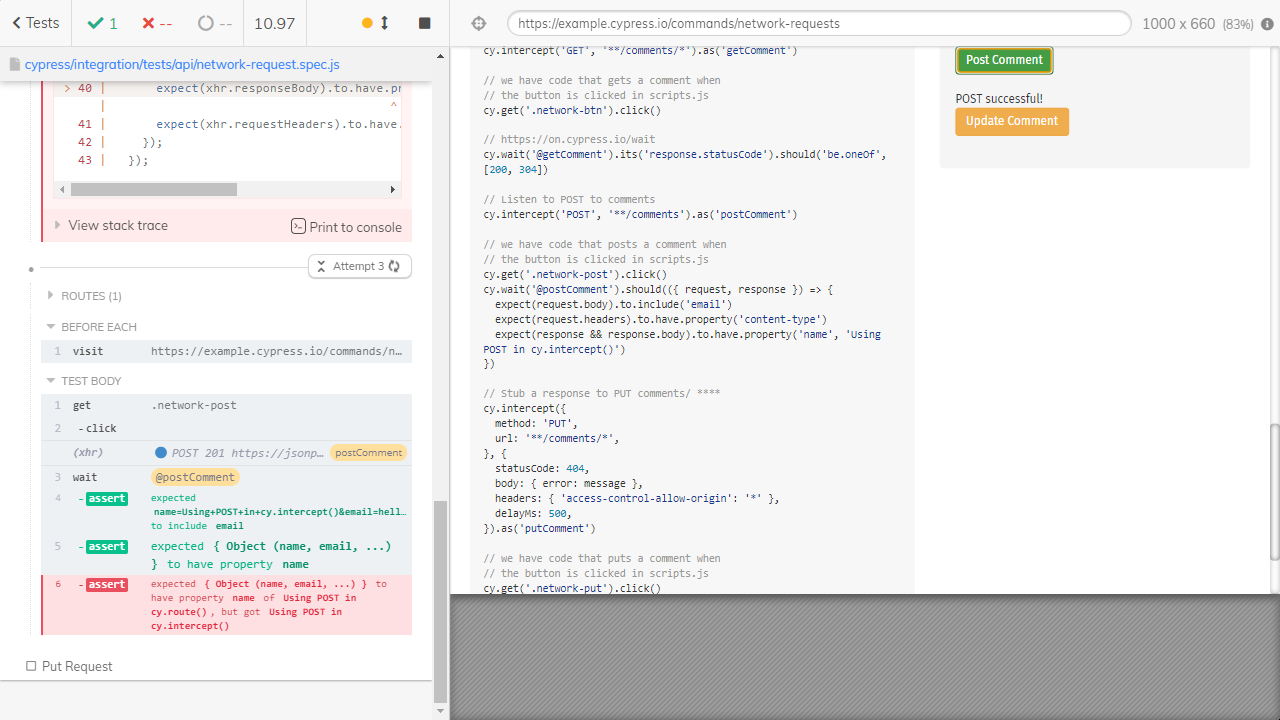 Tests
1
--
--
10.97
cypress/integration/tests/api/network-request.spec.js
> 40 | expect(xhr.responseBody).to.have.pr
| ^
41 | expect(xhr.requestHeaders).to.have.
42 | });
43 | });
View stack trace
Print to console
Attempt 3
ROUTES (1)
BEFORE EACH
1 visit https://example.cypress.io/commands/n...
TEST BODY
1 get .network-post
2 -click
(xhr) POST 201 https://jsonp... postComment
3 wait @postComment
4 -assert expected
name=Using+POST+in+cy.intercept()&email=hell...
to include email
5 -assert expected { Object (name, email, ...)
} to have property name
6 -assert expected { Object (name, email, ...) } to
have property name of Using POST in
cy.route() , but got Using POST in
cy.intercept()
Put Request
https://example.cypress.io/commands/network-requests
1000 x 660 (83%)
cy.intercept('GET', '**/comments/*').as('getComment')
// we have code that gets a comment when
// the button is clicked in scripts.js
cy.get('.network-btn').click()
// https://on.cypress.io/wait
cy.wait('@getComment').its('response.statusCode').should('be.oneOf',
[200, 304])
// Listen to POST to comments
cy.intercept('POST', '**/comments').as('postComment')
// we have code that posts a comment when
// the button is clicked in scripts.js
cy.get('.network-post').click()
cy.wait('@postComment').should(({ request, response }) => {
expect(request.body).to.include('email')
expect(request.headers).to.have.property('content-type')
expect(response && response.body).to.have.property('name', 'Using
POST in cy.intercept()')
})
// Stub a response to PUT comments/ ****
cy.intercept({
method: 'PUT',
url: '**/comments/*',
}, {
statusCode: 404,
body: { error: message },
headers: { 'access-control-allow-origin': '*' },
delayMs: 500,
}).as('putComment')
// we have code that puts a comment when
// the button is clicked in scripts.js
cy.get('.network-put').click()
Post Comment
POST successful!
Update Comment